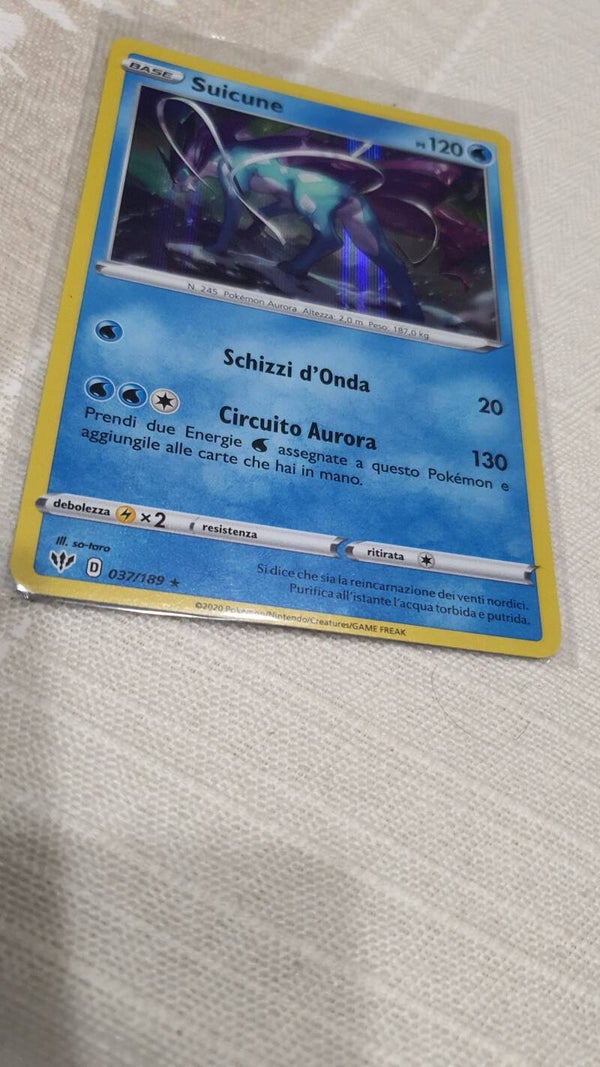 BASE Suicune PS 120
N. 245 Pokémon Aurora Altezza: 2,0 m Peso: 187,0 kg
Schizzi d'Onda 20
Circuito Aurora 130
Prendi due Energie assegnate a questo Pokémon e
aggiungile alle carte che hai in mano.
debolezza ×2 resistenza ritirata
Ill. so-taro
D 037/189 ★
Si dice che sia la reincarnazione dei venti nordici.
Purifica all'istante l'acqua torbida e putrida.
©2020 Pokémon/Nintendo/Creatures/GAME FREAK